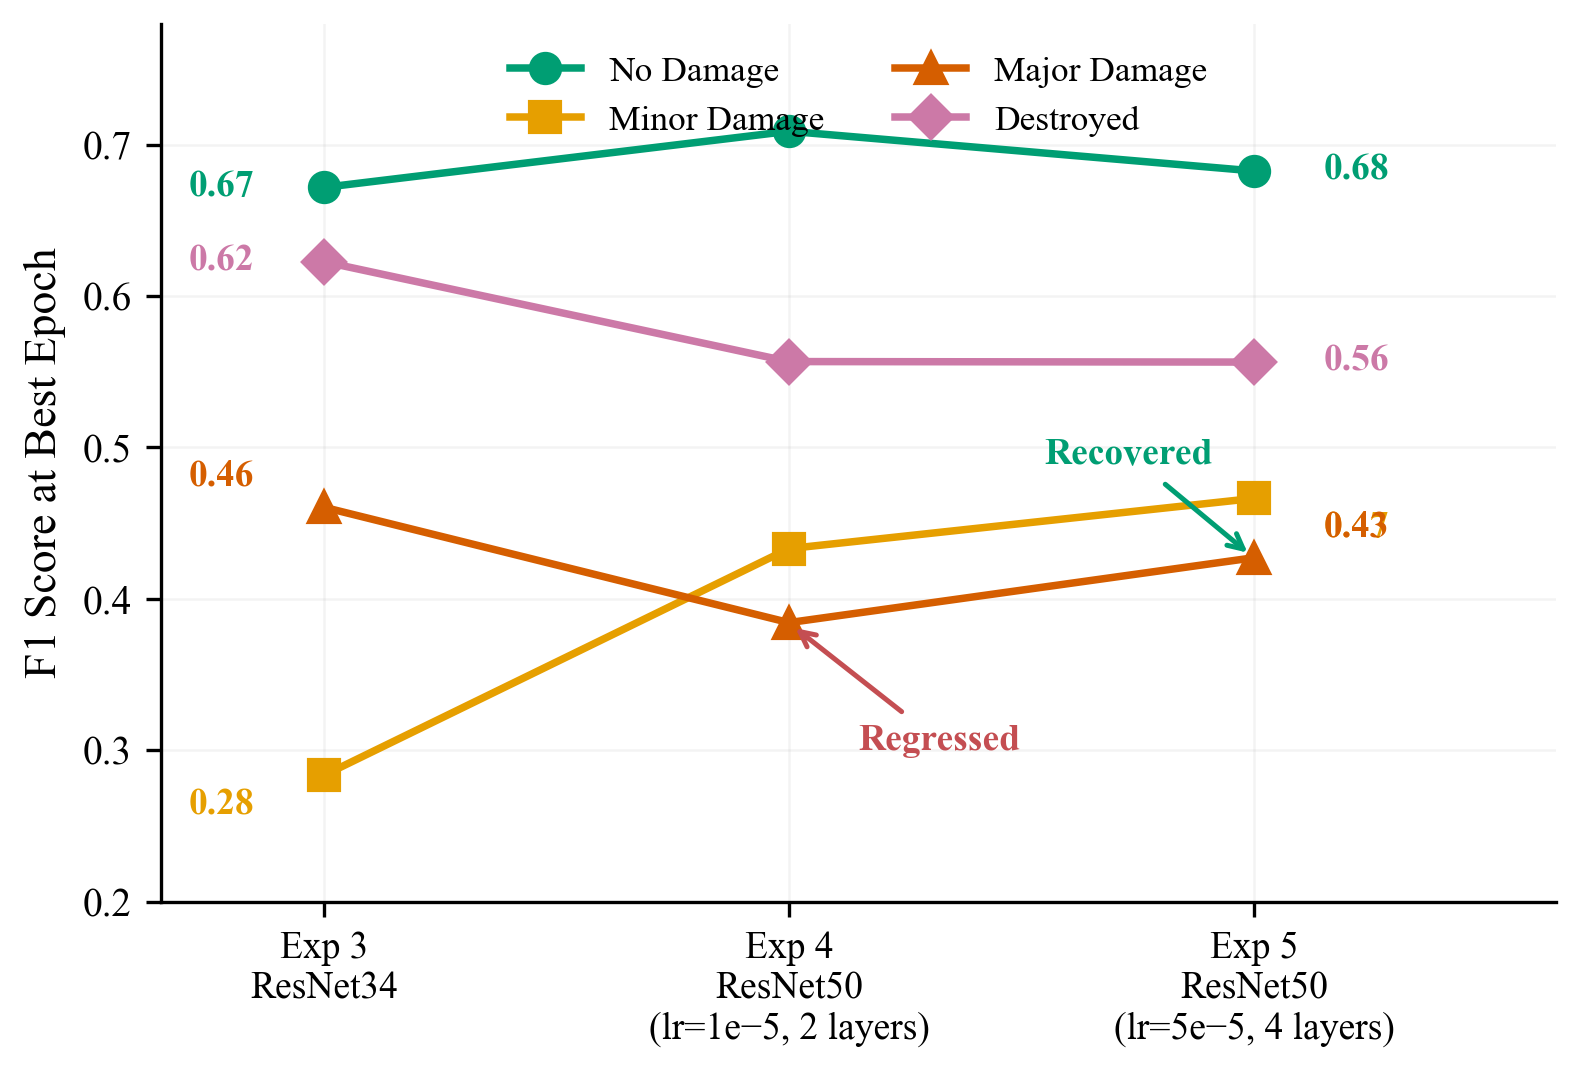 No Damage
Minor Damage
Major Damage
Destroyed
F1 Score at Best Epoch
0.7
0.6
0.5
0.4
0.3
0.2
0.67
0.62
0.46
0.28
0.68
0.56
0.43
Recovered
Regressed
Exp 3
ResNet34
Exp 4
ResNet50
(lr=1e−5, 2 layers)
Exp 5
ResNet50
(lr=5e−5, 4 layers)